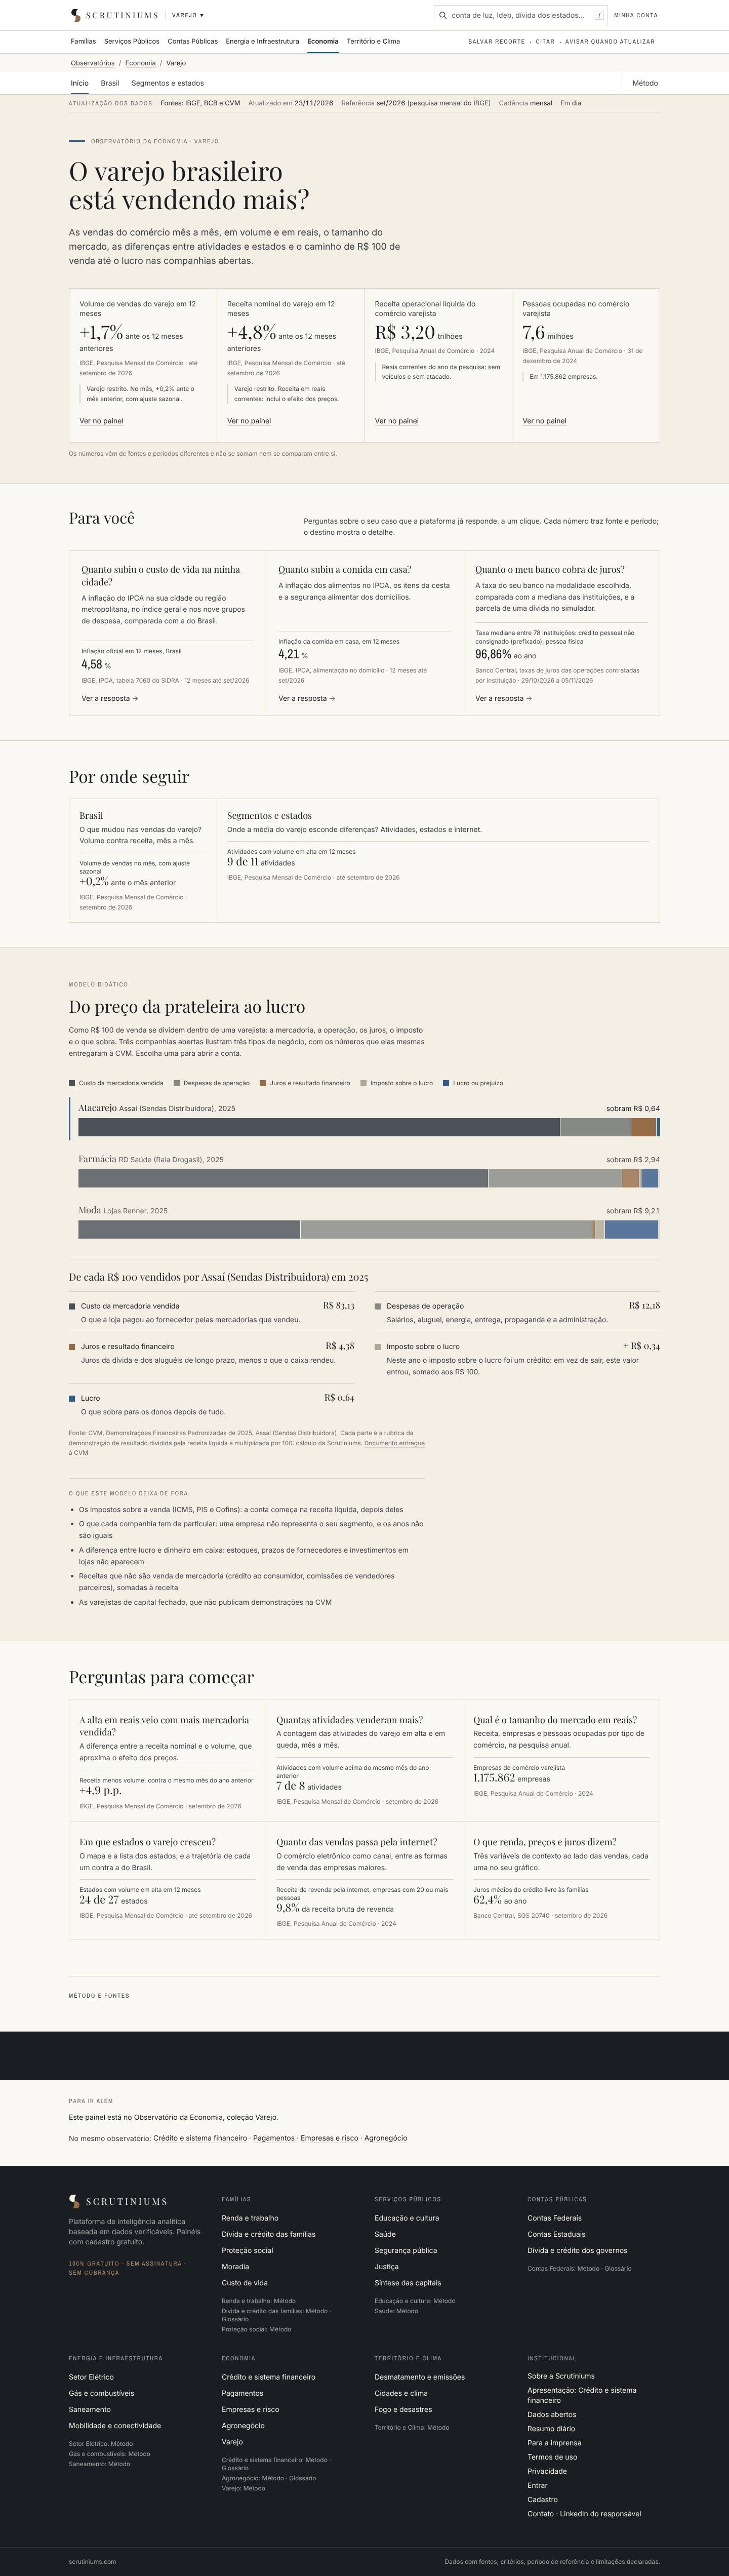 SCRUTINIUMS
VAREJO ▾
conta de luz, Ideb, dívida dos estados...
/
MINHA CONTA
Famílias
Serviços Públicos
Contas Públicas
Energia e Infraestrutura
Economia
Território e Clima
SALVAR RECORTE • CITAR • AVISAR QUANDO ATUALIZAR
Observatórios / Economia / Varejo
Início
Brasil
Segmentos e estados
Método
ATUALIZAÇÃO DOS DADOS Fontes: IBGE, BCB e CVM Atualizado em 23/11/2026 Referência set/2026 (pesquisa mensal do IBGE) Cadência mensal Em dia
OBSERVATÓRIO DA ECONOMIA · VAREJO
O varejo brasileiro
está vendendo mais?
As vendas do comércio mês a mês, em volume e em reais, o tamanho do
mercado, as diferenças entre atividades e estados e o caminho de R$ 100 de
venda até o lucro nas companhias abertas.
Volume de vendas do varejo em 12
meses
+1,7% ante os 12 meses
anteriores
IBGE, Pesquisa Mensal de Comércio · até
setembro de 2026
Varejo restrito. No mês, +0,2% ante o
mês anterior, com ajuste sazonal.
Ver no painel
Receita nominal do varejo em 12
meses
+4,8% ante os 12 meses
anteriores
IBGE, Pesquisa Mensal de Comércio · até
setembro de 2026
Varejo restrito. Receita em reais
correntes: inclui o efeito dos preços.
Ver no painel
Receita operacional líquida do
comércio varejista
R$ 3,20 trilhões
IBGE, Pesquisa Anual de Comércio · 2024
Reais correntes do ano da pesquisa; sem
veículos e sem atacado.
Ver no painel
Pessoas ocupadas no comércio
varejista
7,6 milhões
IBGE, Pesquisa Anual de Comércio · 31 de
dezembro de 2024
Em 1.175.862 empresas.
Ver no painel
Os números vêm de fontes e períodos diferentes e não se somam nem se comparam entre si.
Para você
Perguntas sobre o seu caso que a plataforma já responde, a um clique. Cada número traz fonte e período;
o destino mostra o detalhe.
Quanto subiu o custo de vida na minha
cidade?
A inflação do IPCA na sua cidade ou região
metropolitana, no índice geral e nos nove grupos
de despesa, comparada com a do Brasil.
Inflação oficial em 12 meses, Brasil
4,58 %
IBGE, IPCA, tabela 7060 do SIDRA · 12 meses até set/2026
Ver a resposta →
Quanto subiu a comida em casa?
A inflação dos alimentos no IPCA, os itens da cesta
e a segurança alimentar dos domicílios.
Inflação da comida em casa, em 12 meses
4,21 %
IBGE, IPCA, alimentação no domicílio · 12 meses até
set/2026
Ver a resposta →
Quanto o meu banco cobra de juros?
A taxa do seu banco na modalidade escolhida,
comparada com a mediana das instituições, e a
parcela de uma dívida no simulador.
Taxa mediana entre 78 instituições: crédito pessoal não
consignado (prefixado), pessoa física
96,86% ao ano
Banco Central, taxas de juros das operações contratadas
por instituição · 29/10/2026 a 05/11/2026
Ver a resposta →
Por onde seguir
Brasil
O que mudou nas vendas do varejo?
Volume contra receita, mês a mês.
Volume de vendas no mês, com ajuste
sazonal
+0,2% ante o mês anterior
IBGE, Pesquisa Mensal de Comércio ·
setembro de 2026
Segmentos e estados
Onde a média do varejo esconde diferenças? Atividades, estados e internet.
Atividades com volume em alta em 12 meses
9 de 11 atividades
IBGE, Pesquisa Mensal de Comércio · até setembro de 2026
MODELO DIDÁTICO
Do preço da prateleira ao lucro
Como R$ 100 de venda se dividem dentro de uma varejista: a mercadoria, a operação, os juros, o imposto
e o que sobra. Três companhias abertas ilustram três tipos de negócio, com os números que elas mesmas
entregaram à CVM. Escolha uma para abrir a conta.
Custo da mercadoria vendida
Despesas de operação
Juros e resultado financeiro
Imposto sobre o lucro
Lucro ou prejuízo
Atacarejo Assaí (Sendas Distribuidora), 2025
sobram R$ 0,64
Farmácia RD Saúde (Raia Drogasil), 2025
sobram R$ 2,94
Moda Lojas Renner, 2025
sobram R$ 9,21
De cada R$ 100 vendidos por Assaí (Sendas Distribuidora) em 2025
Custo da mercadoria vendida
R$ 83,13
O que a loja pagou ao fornecedor pelas mercadorias que vendeu.
Despesas de operação
R$ 12,18
Salários, aluguel, energia, entrega, propaganda e a administração.
Juros e resultado financeiro
R$ 4,38
Juros da dívida e dos aluguéis de longo prazo, menos o que o caixa rendeu.
Imposto sobre o lucro
+ R$ 0,34
Neste ano o imposto sobre o lucro foi um crédito: em vez de sair, este valor
entrou, somado aos R$ 100.
Lucro
R$ 0,64
O que sobra para os donos depois de tudo.
Fonte: CVM, Demonstrações Financeiras Padronizadas de 2025, Assaí (Sendas Distribuidora). Cada parte é a rubrica da
demonstração de resultado dividida pela receita líquida e multiplicada por 100: cálculo da Scrutiniums. Documento entregue
à CVM
O QUE ESTE MODELO DEIXA DE FORA
• Os impostos sobre a venda (ICMS, PIS e Cofins): a conta começa na receita líquida, depois deles
• O que cada companhia tem de particular: uma empresa não representa o seu segmento, e os anos não
são iguais
• A diferença entre lucro e dinheiro em caixa: estoques, prazos de fornecedores e investimentos em
lojas não aparecem
• Receitas que não são venda de mercadoria (crédito ao consumidor, comissões de vendedores
parceiros), somadas à receita
• As varejistas de capital fechado, que não publicam demonstrações na CVM
Perguntas para começar
A alta em reais veio com mais mercadoria
vendida?
A diferença entre a receita nominal e o volume, que
aproxima o efeito dos preços.
Receita menos volume, contra o mesmo mês do ano anterior
+4,9 p.p.
IBGE, Pesquisa Mensal de Comércio · setembro de 2026
Quantas atividades venderam mais?
A contagem das atividades do varejo em alta e em
queda, mês a mês.
Atividades com volume acima do mesmo mês do ano
anterior
7 de 8 atividades
IBGE, Pesquisa Mensal de Comércio · setembro de 2026
Qual é o tamanho do mercado em reais?
Receita, empresas e pessoas ocupadas por tipo de
comércio, na pesquisa anual.
Empresas do comércio varejista
1.175.862 empresas
IBGE, Pesquisa Anual de Comércio · 2024
Em que estados o varejo cresceu?
O mapa e a lista dos estados, e a trajetória de cada
um contra a do Brasil.
Estados com volume em alta em 12 meses
24 de 27 estados
IBGE, Pesquisa Mensal de Comércio · até setembro de 2026
Quanto das vendas passa pela internet?
O comércio eletrônico como canal, entre as formas
de venda das empresas maiores.
Receita de revenda pela internet, empresas com 20 ou mais
pessoas
9,8% da receita bruta de revenda
IBGE, Pesquisa Anual de Comércio · 2024
O que renda, preços e juros dizem?
Três variáveis de contexto ao lado das vendas, cada
uma no seu gráfico.
Juros médios do crédito livre às famílias
62,4% ao ano
Banco Central, SGS 20740 · setembro de 2026
MÉTODO E FONTES
PARA IR ALÉM
Este painel está no Observatório da Economia, coleção Varejo.
No mesmo observatório: Crédito e sistema financeiro · Pagamentos · Empresas e risco · Agronegócio
SCRUTINIUMS
Plataforma de inteligência analítica
baseada em dados verificáveis. Painéis
com cadastro gratuito.
100% GRATUITO · SEM ASSINATURA ·
SEM COBRANÇA
FAMÍLIAS
Renda e trabalho
Dívida e crédito das famílias
Proteção social
Moradia
Custo de vida
Renda e trabalho: Método
Dívida e crédito das famílias: Método ·
Glossário
Proteção social: Método
SERVIÇOS PÚBLICOS
Educação e cultura
Saúde
Segurança pública
Justiça
Síntese das capitais
Educação e cultura: Método
Saúde: Método
CONTAS PÚBLICAS
Contas Federais
Contas Estaduais
Dívida e crédito dos governos
Contas Federais: Método · Glossário
ENERGIA E INFRAESTRUTURA
Setor Elétrico
Gás e combustíveis
Saneamento
Mobilidade e conectividade
Setor Elétrico: Método
Gás e combustíveis: Método
Saneamento: Método
ECONOMIA
Crédito e sistema financeiro
Pagamentos
Empresas e risco
Agronegócio
Varejo
Crédito e sistema financeiro: Método ·
Glossário
Agronegócio: Método · Glossário
Varejo: Método
TERRITÓRIO E CLIMA
Desmatamento e emissões
Cidades e clima
Fogo e desastres
Território e Clima: Método
INSTITUCIONAL
Sobre a Scrutiniums
Apresentação: Crédito e sistema
financeiro
Dados abertos
Resumo diário
Para a imprensa
Termos de uso
Privacidade
Entrar
Cadastro
Contato · LinkedIn do responsável
scrutiniums.com
Dados com fontes, critérios, período de referência e limitações declaradas.